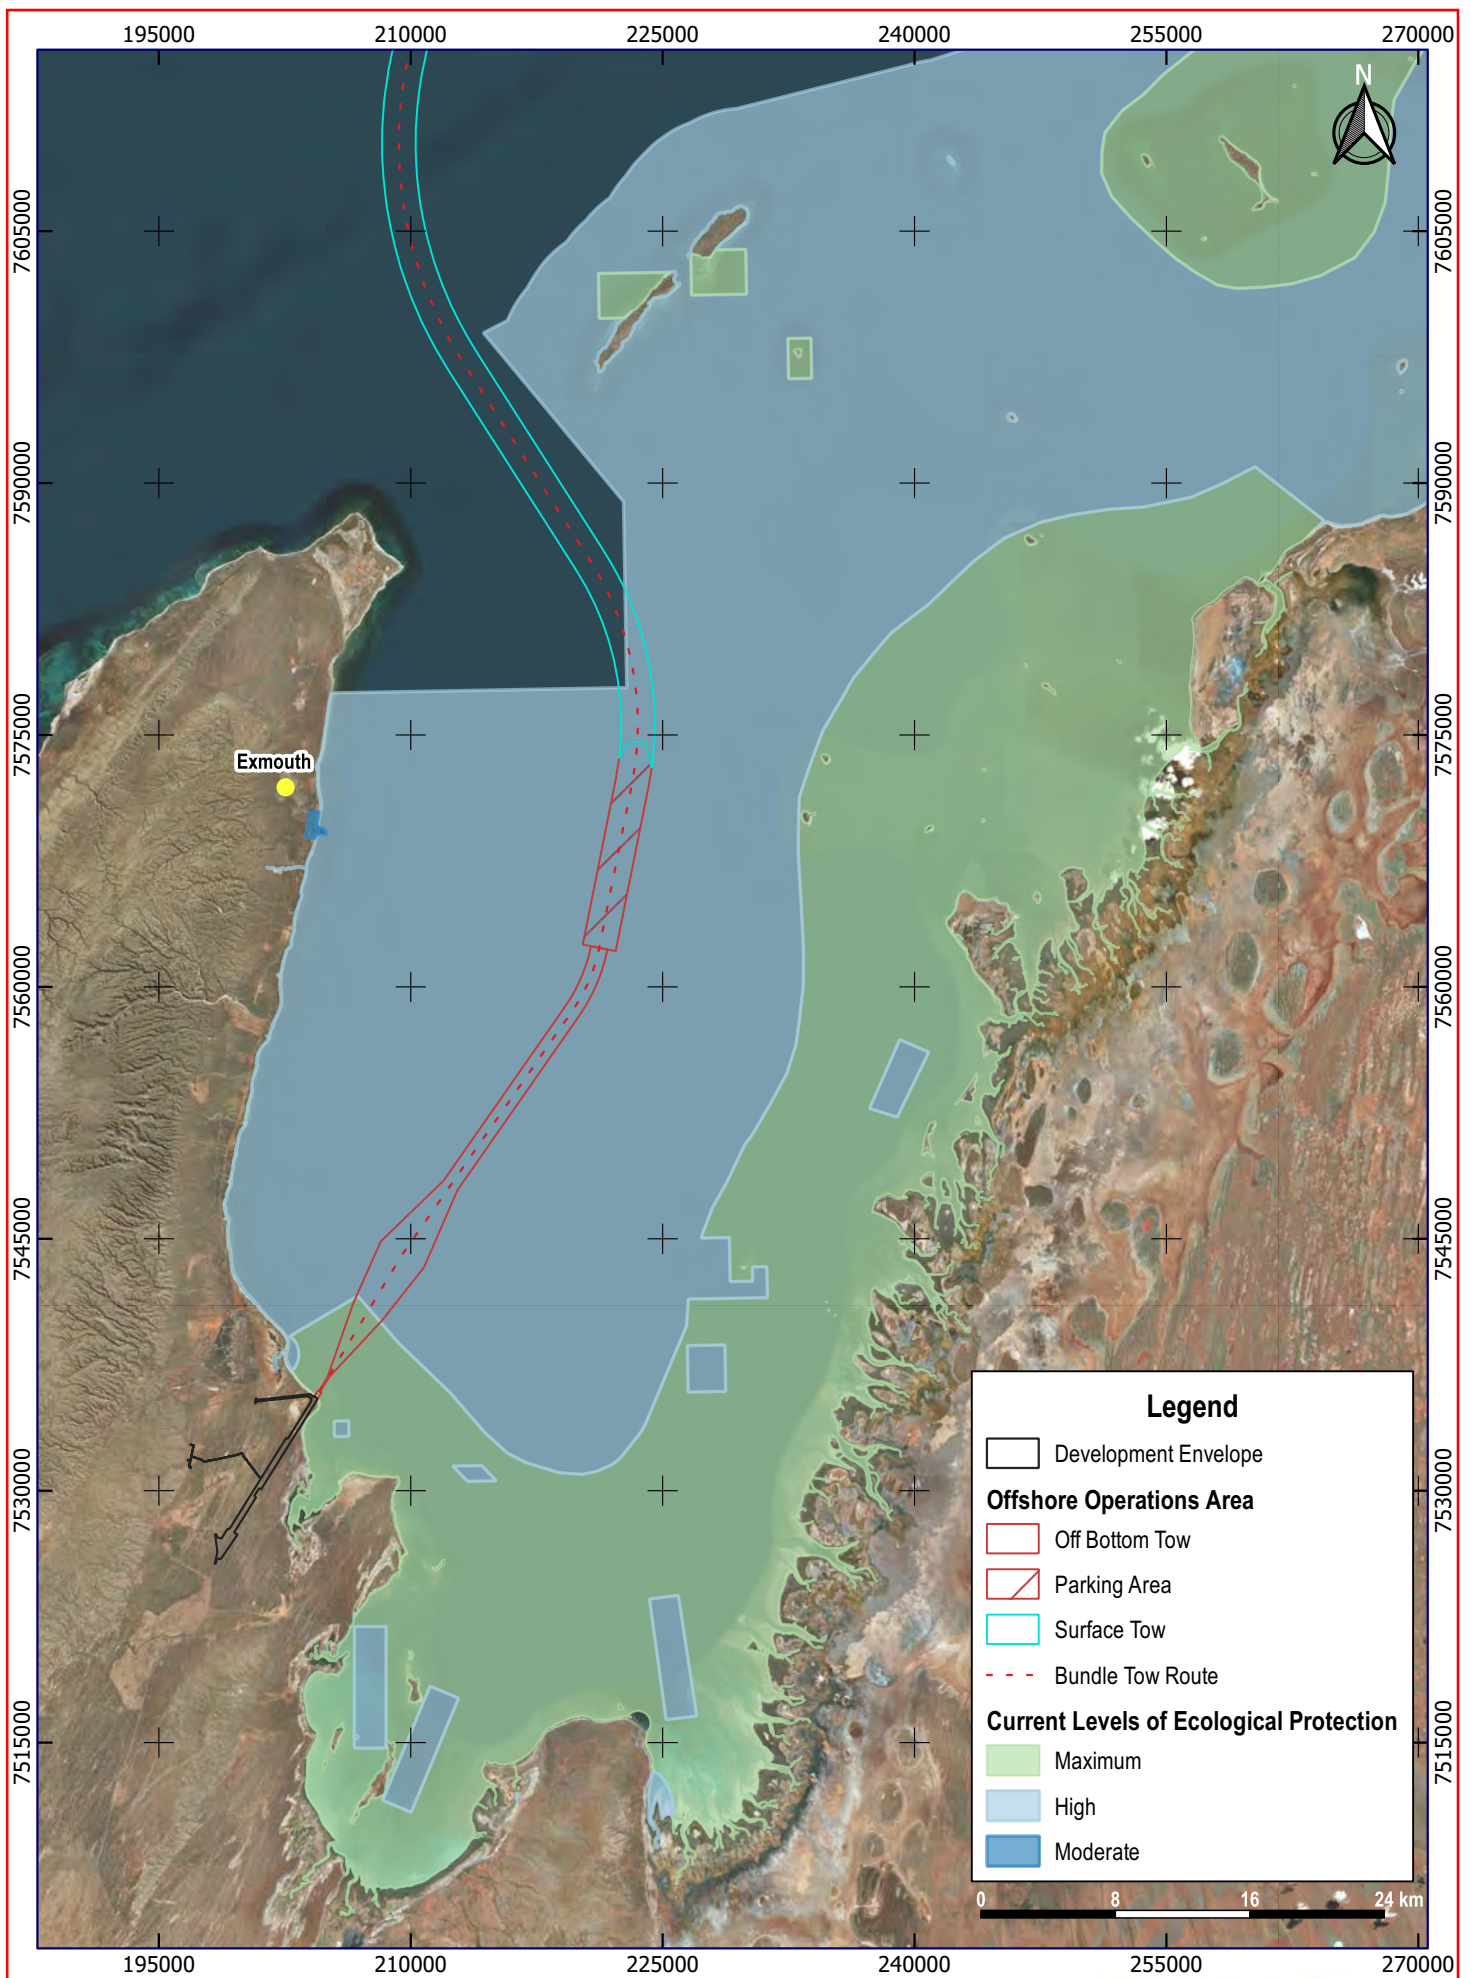 195000 210000 225000 240000 255000 270000
N
605000
7605000
7605000
7590000
7590000
7575000
7575000
Exmouth
7560000
7560000
7545000
7545000
Legend
Development Envelope
Offshore Operations Area
7530000
7530000
Off Bottom Tow
Parking Area
Surface Tow
Bundle Tow Route
Current Levels of Ecological Protection
7515000
7515000
Maximum
High
Moderate
0 8 16 24 km
195000 210000 225000 240000 255000 270000